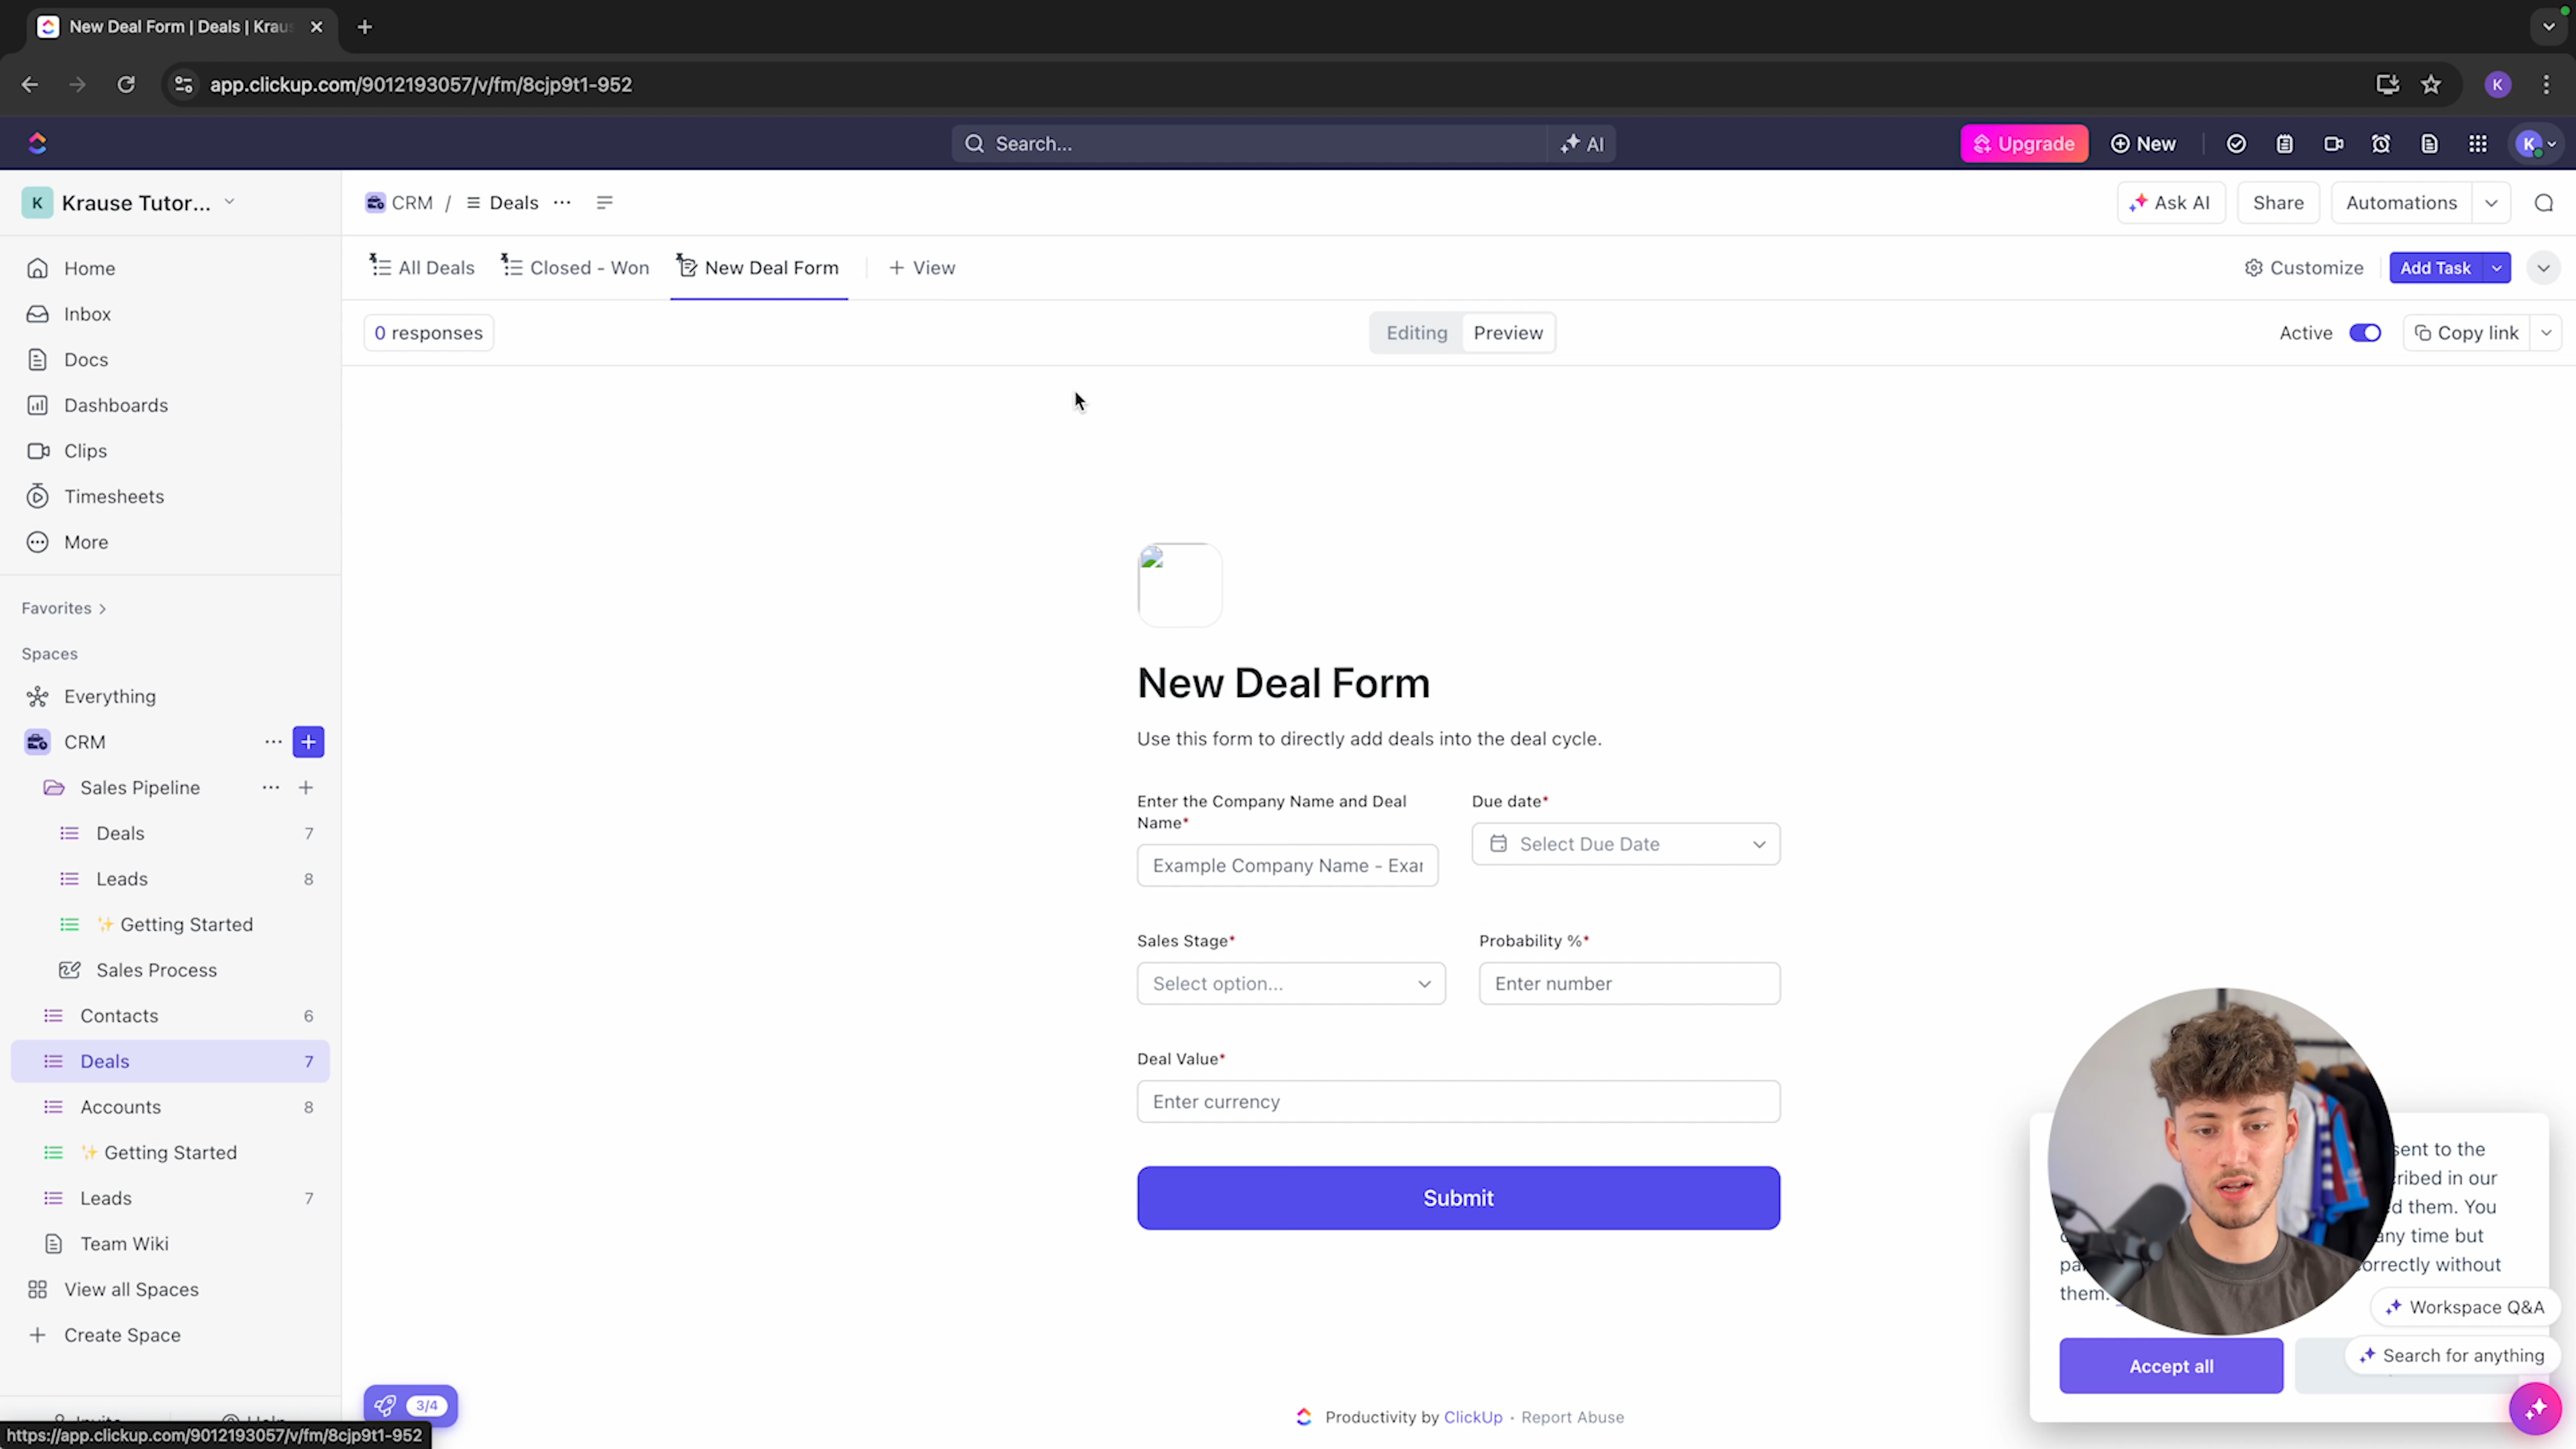 New Deal Form | Deals | Krau
app.clickup.com/9012193057/v/fm/8cjp9t1-952
K
Search...
AI
Upgrade
New
K
K
Krause Tutor...
CRM / Deals
Ask AI
Share
Automations
Home
Inbox
Docs
Dashboards
Clips
Timesheets
More
Favorites
Spaces
Everything
CRM
Sales Pipeline
Deals 7
Leads 8
✨ Getting Started
Sales Process
Contacts 6
Deals 7
Accounts 8
✨ Getting Started
Leads 7
Team Wiki
View all Spaces
Create Space
https://app.clickup.com/9012193057/v/fm/8cjp9t1-952
All Deals
Closed - Won
New Deal Form
+ View
Customize
Add Task
0 responses
Editing
Preview
Active
Copy link
New Deal Form
Use this form to directly add deals into the deal cycle.
Enter the Company Name and Deal
Name*
Example Company Name - Exar
Due date*
Select Due Date
Sales Stage*
Select option...
Probability %*
Enter number
Deal Value*
Enter currency
Submit
3/4
Productivity by ClickUp • Report Abuse
to the
in our
them. You
any time but
without
them.
Workspace Q&A
Search for anything
Accept all